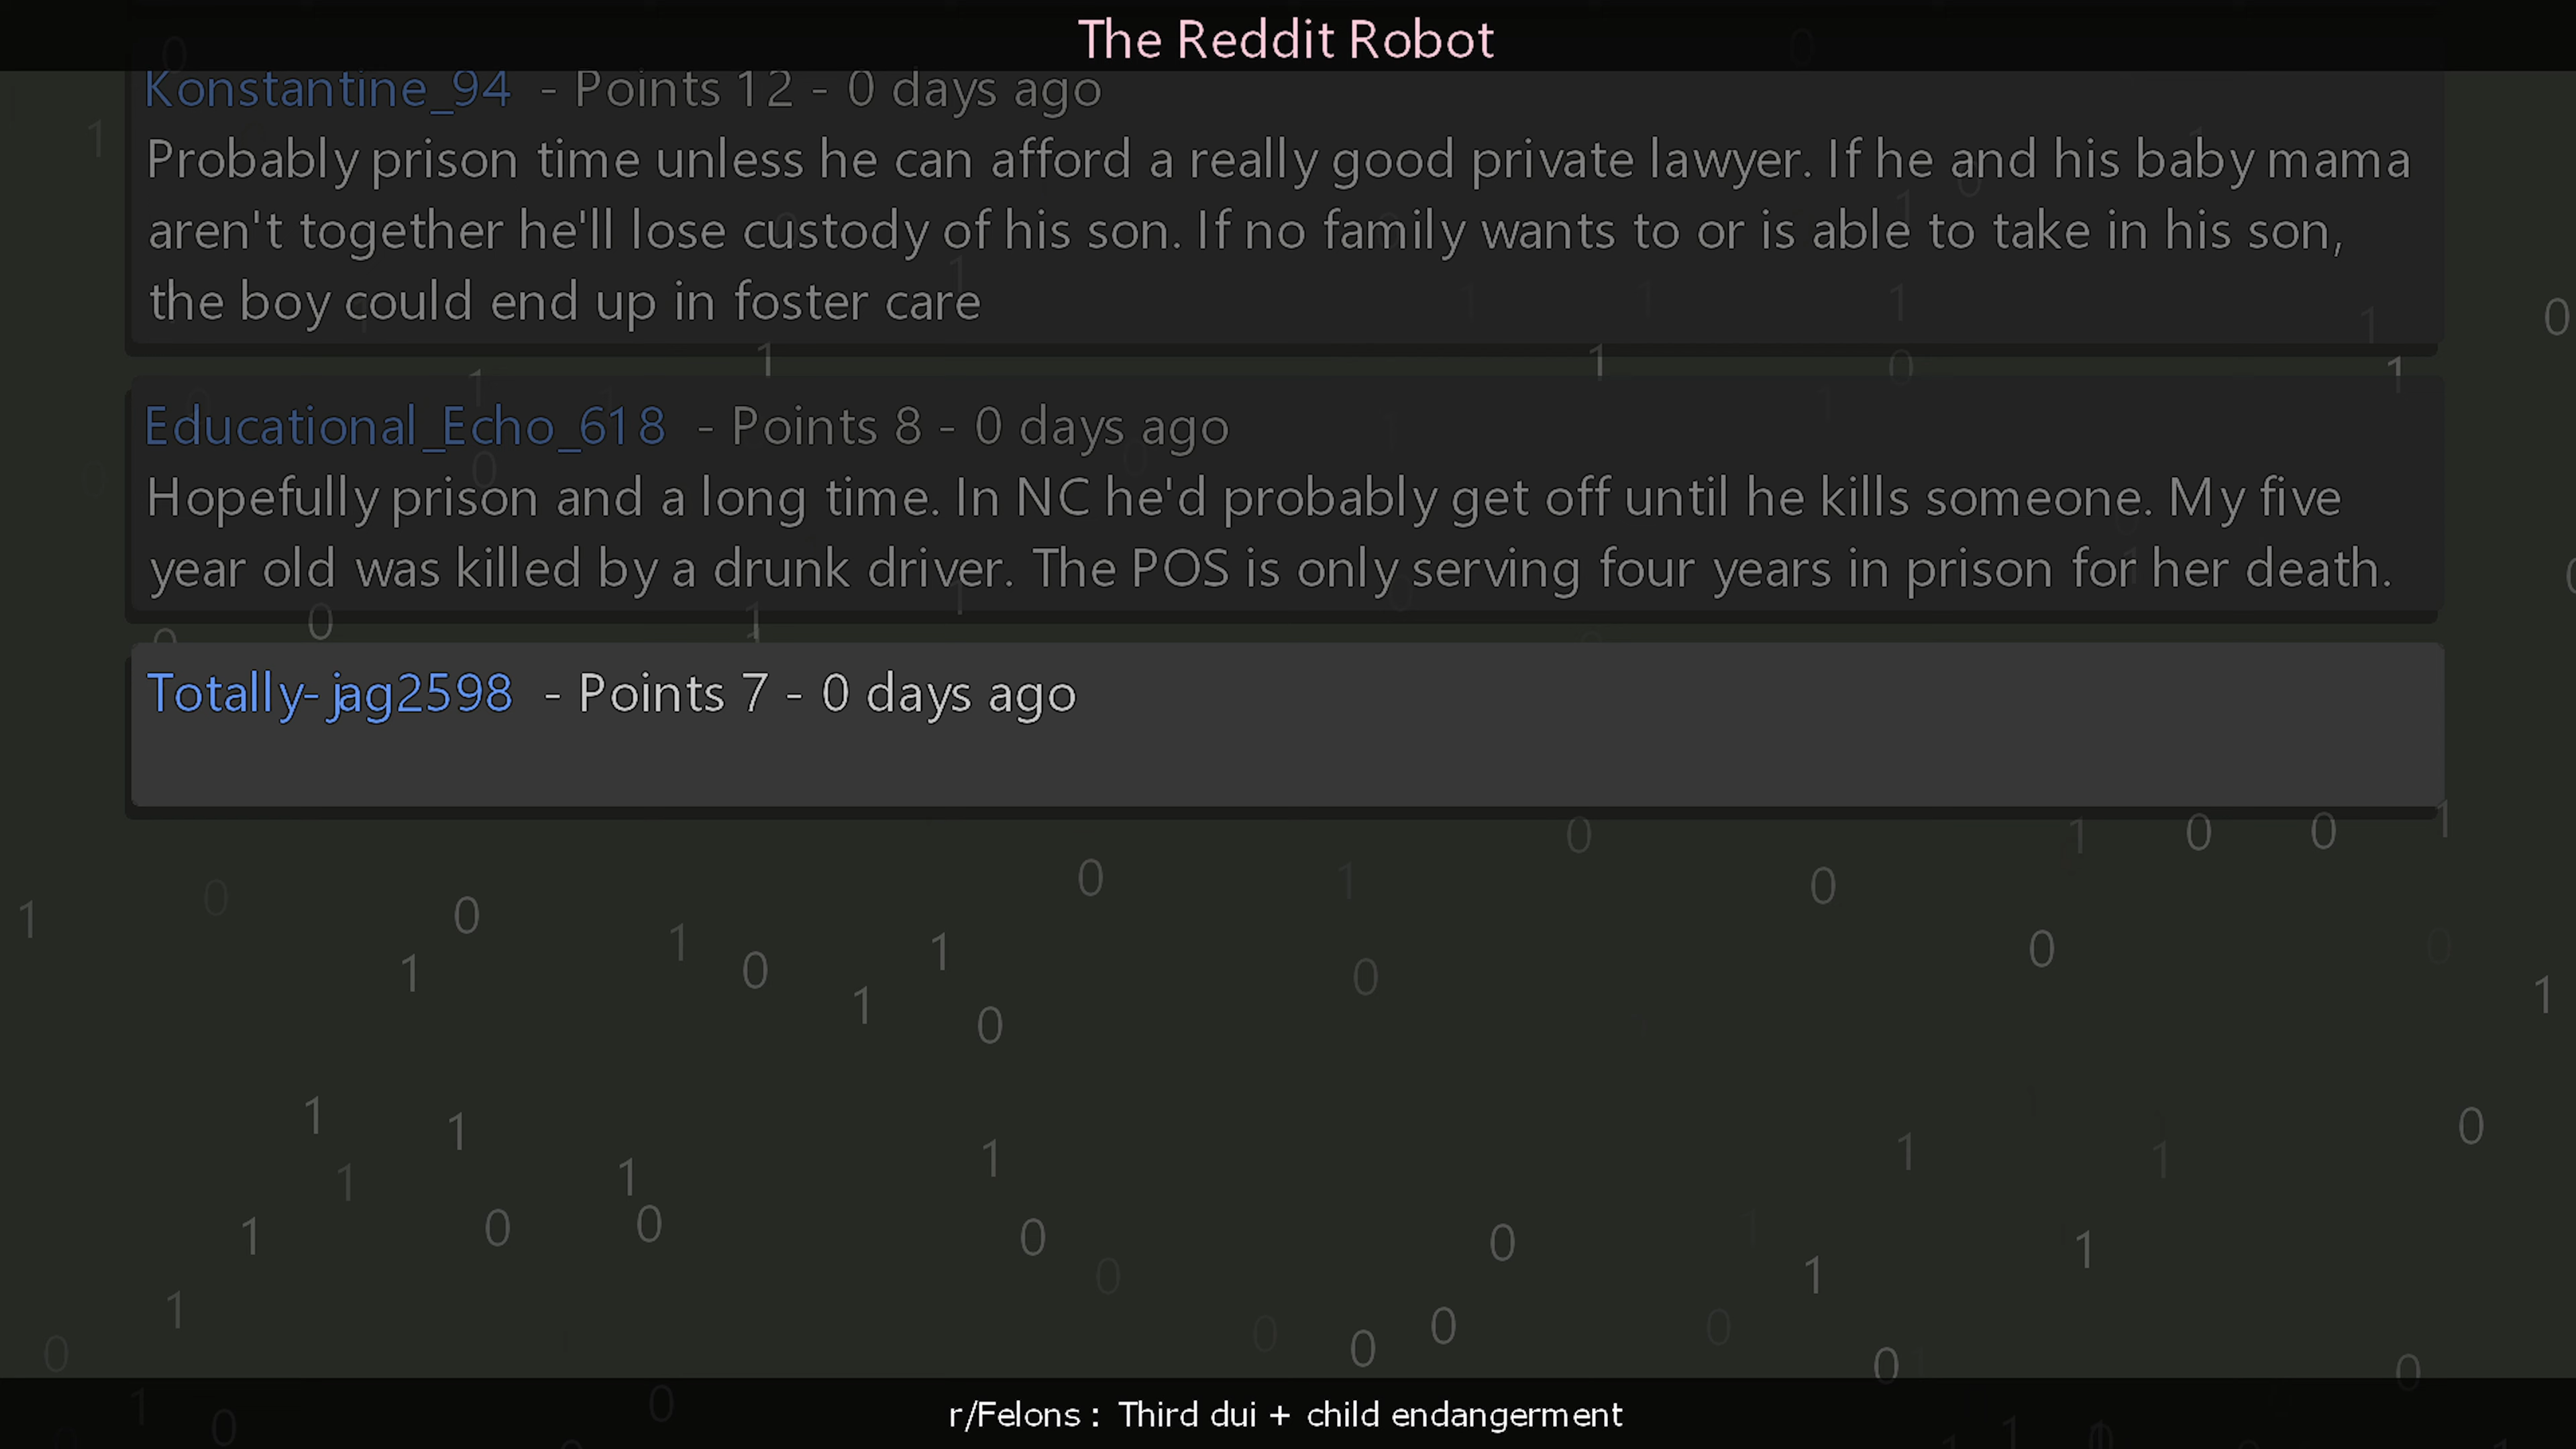 The Reddit Robot
Konstantine_94 - Points 12 - 0 days ago
Probably prison time unless he can afford a really good private lawyer. If he and his baby mama
aren't together he'll lose custody of his son. If no family wants to or is able to take in his son,
the boy could end up in foster care
Educational_Echo_618 - Points 8 - 0 days ago
Hopefully prison and a long time. In NC he'd probably get off until he kills someone. My five
year old was killed by a drunk driver. The POS is only serving four years in prison for her death.
Totally-jag2598 - Points 7 - 0 days ago
r/Felons : Third dui + child endangerment